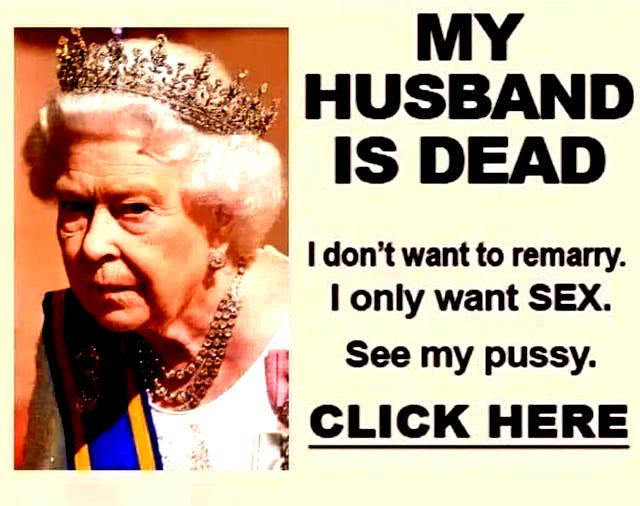 MY
HUSBAND
IS DEAD
I don't want to remarry.
I only want SEX.
See my pussy.
CLICK HERE